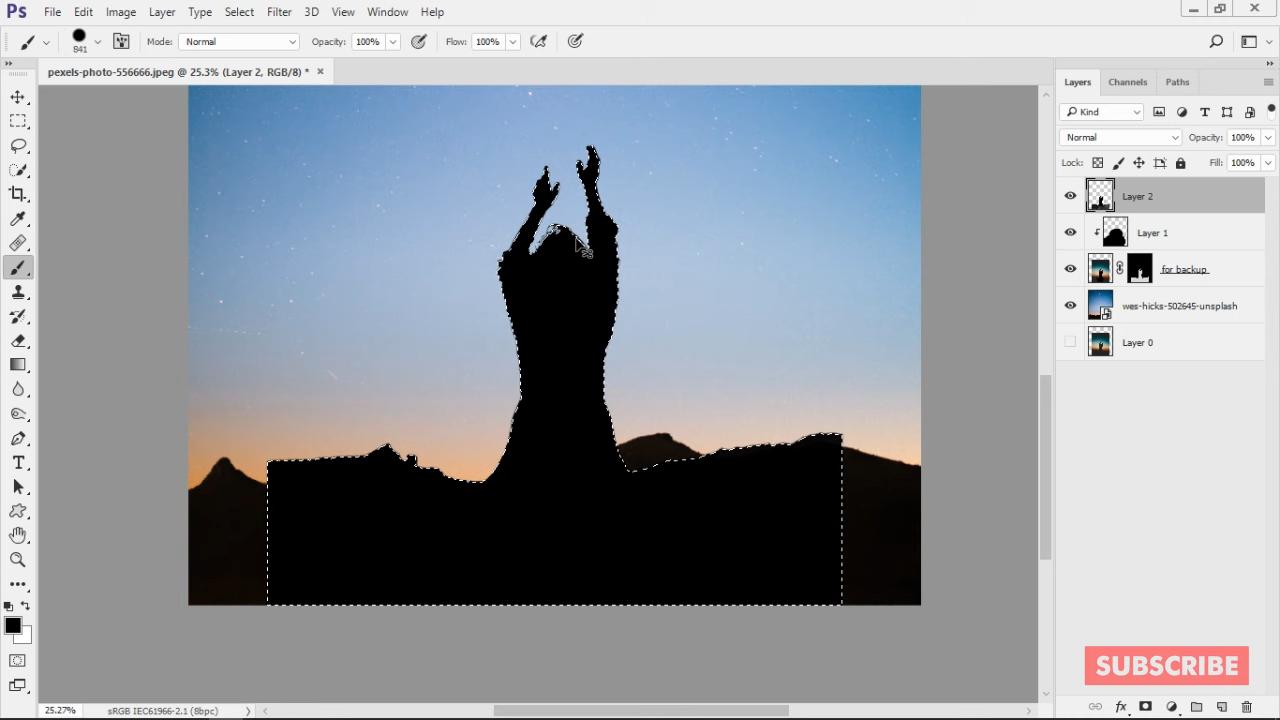 Ps File Edit Image Layer Type Select Filter 3D View Window Help
841 Mode: Normal Opacity: 100% Flow: 100%
pexels-photo-556666.jpeg @ 25.3% (Layer 2, RGB/8) * ×
Layers Channels Paths
Kind
Normal Opacity: 100%
Lock: Fill: 100%
Layer 2
Layer 1
for backup
wes-hicks-502645-unsplash
Layer 0
SUBSCRIBE
25.27% sRGB IEC61966-2.1 (8bpc)